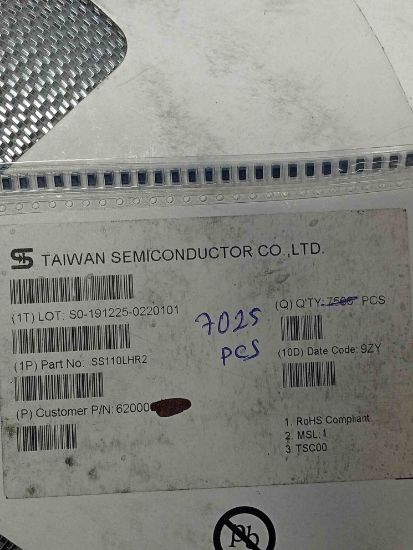 TS TAIWAN SEMICONDUCTOR CO.,LTD.
(1T) LOT: S0-191225-0220101
(Q) Q'TY: 7500 PCS
7025
PCS
(1P) Part No: SS110LHR2
(10D) Date Code: 9ZY
(P) Customer P/N: 62000
1. RoHS Compliant
2. MSL:1
3 TSC00
Pb